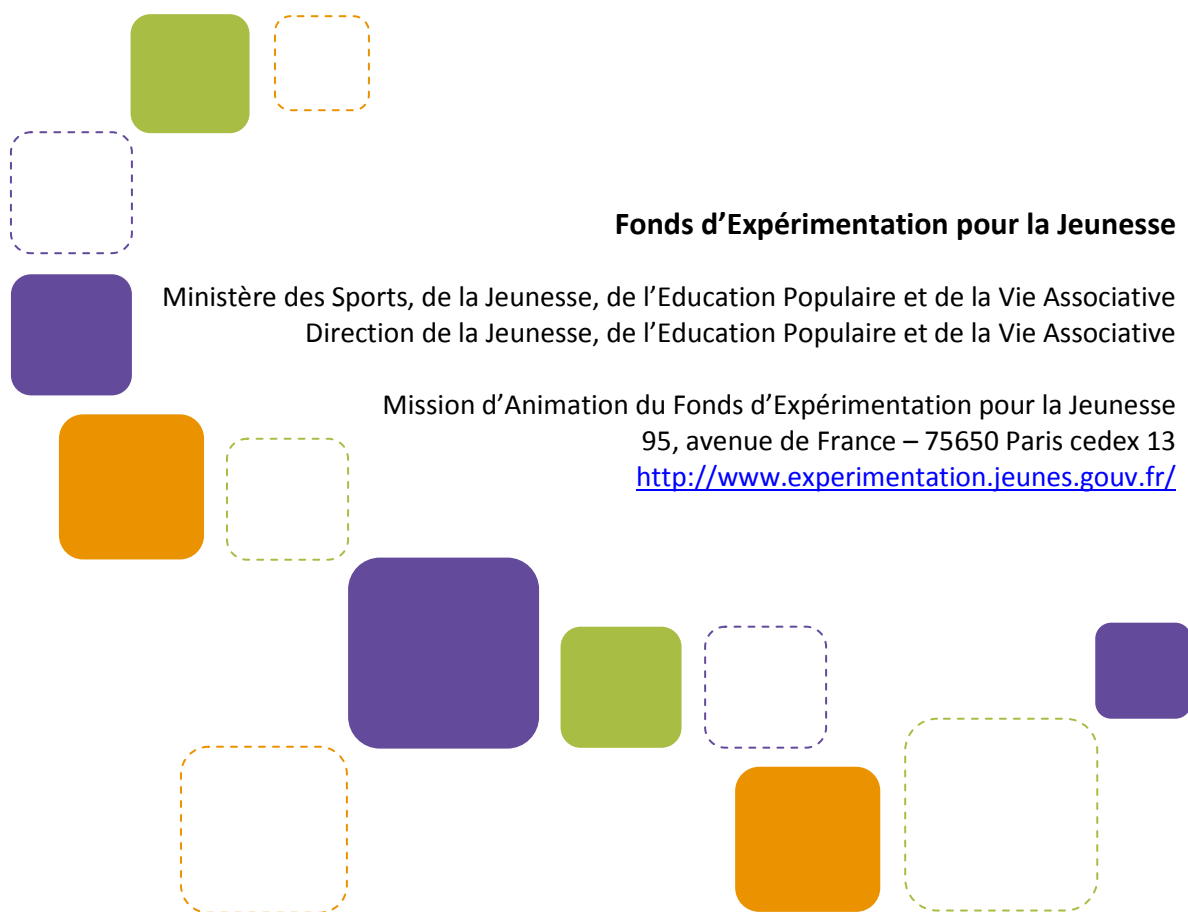 Fonds d’Expérimentation pour la Jeunesse
Ministère des Sports, de la Jeunesse, de l’Education Populaire et de la Vie Associative
Direction de la Jeunesse, de l’Education Populaire et de la Vie Associative
Mission d’Animation du Fonds d’Expérimentation pour la Jeunesse
95, avenue de France – 75650 Paris cedex 13
http://www.experimentation.jeunes.gouv.fr/